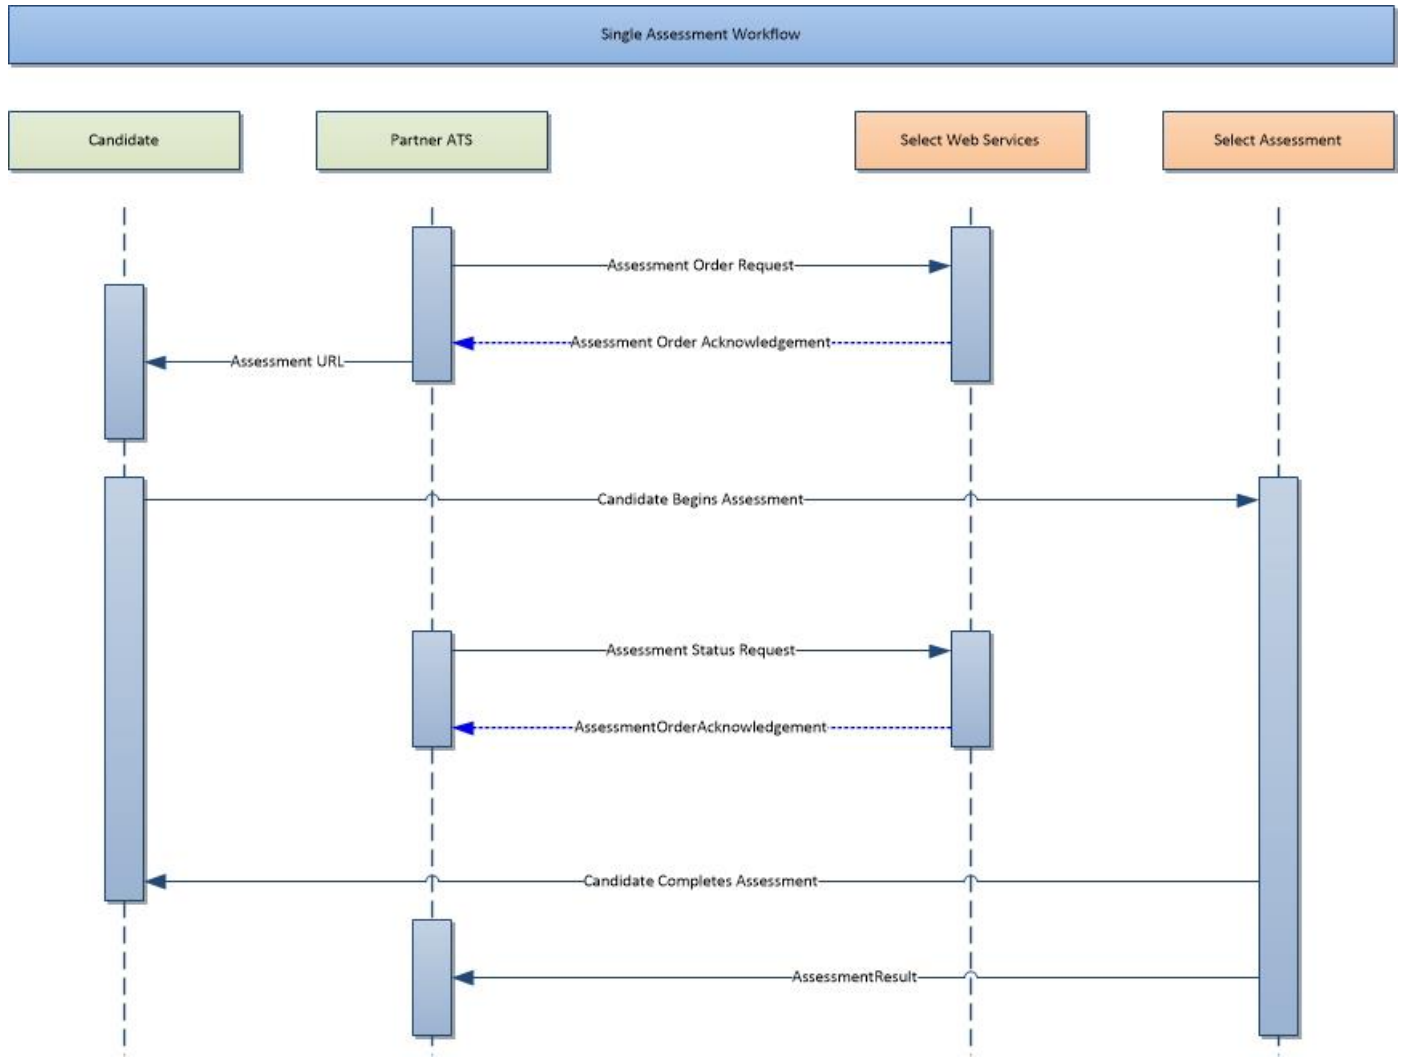 Single Assessment Workflow
Candidate
Partner ATS
Select Web Services
Select Assessment
Assessment Order Request
Assessment Order Acknowledgement
Assessment URL
Candidate Begins Assessment
Assessment Status Request
AssessmentOrderAcknowledgement
Candidate Completes Assessment
AssessmentResult